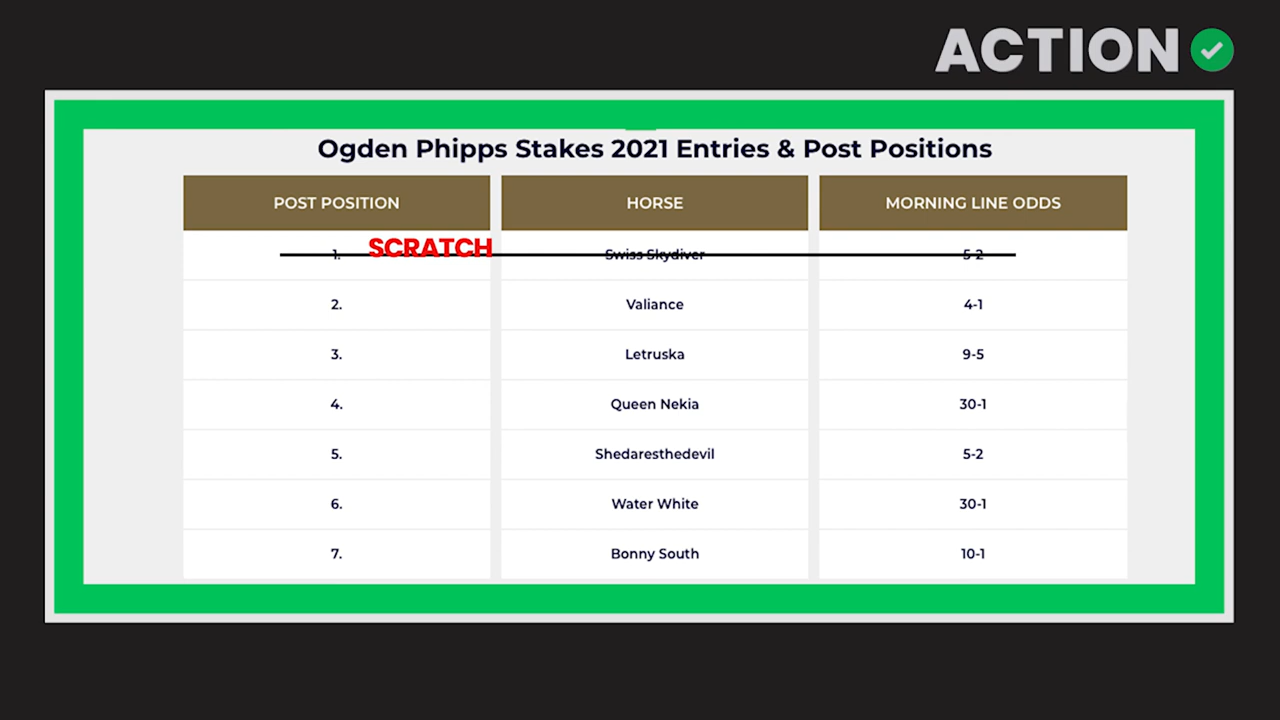 ACTION
Ogden Phipps Stakes 2021 Entries & Post Positions
POST POSITION HORSE MORNING LINE ODDS
SCRATCH
1. Swiss Skydiver 5-2
2. Valiance 4-1
3. Letruska 9-5
4. Queen Nekia 30-1
5. Shedaresthedevil 5-2
6. Water White 30-1
7. Bonny South 10-1